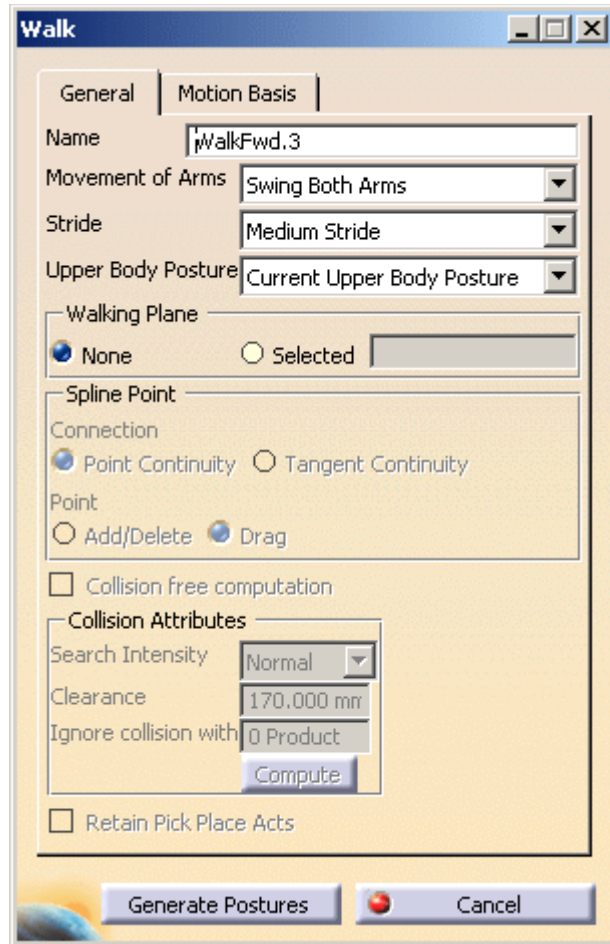 Walk
General Motion Basis
Name WalkFwd.3
Movement of Arms Swing Both Arms
Stride Medium Stride
Upper Body Posture Current Upper Body Posture
Walking Plane
None Selected
Spline Point
Connection
Point Continuity Tangent Continuity
Point
Add/Delete Drag
Collision free computation
Collision Attributes
Search Intensity Normal
Clearance 170.000 mm
Ignore collision with 0 Product
Compute
Retain Pick Place Acts
Generate Postures Cancel